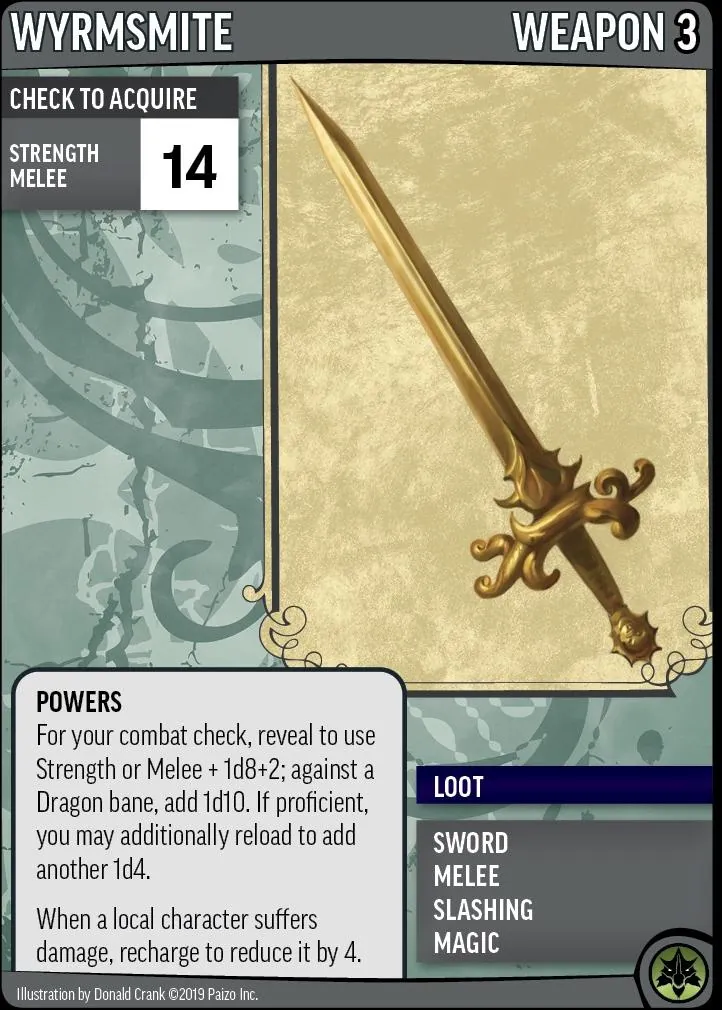 WYRMSMITE
WEAPON 3
CHECK TO ACQUIRE
STRENGTH
MELEE
14
POWERS
For your combat check, reveal to use
Strength or Melee + 1d8+2; against a
Dragon bane, add 1d10. If proficient,
you may additionally reload to add
another 1d4.
When a local character suffers
damage, recharge to reduce it by 4.
LOOT
SWORD
MELEE
SLASHING
MAGIC
Illustration by Donald Crank ©2019 Paizo Inc.